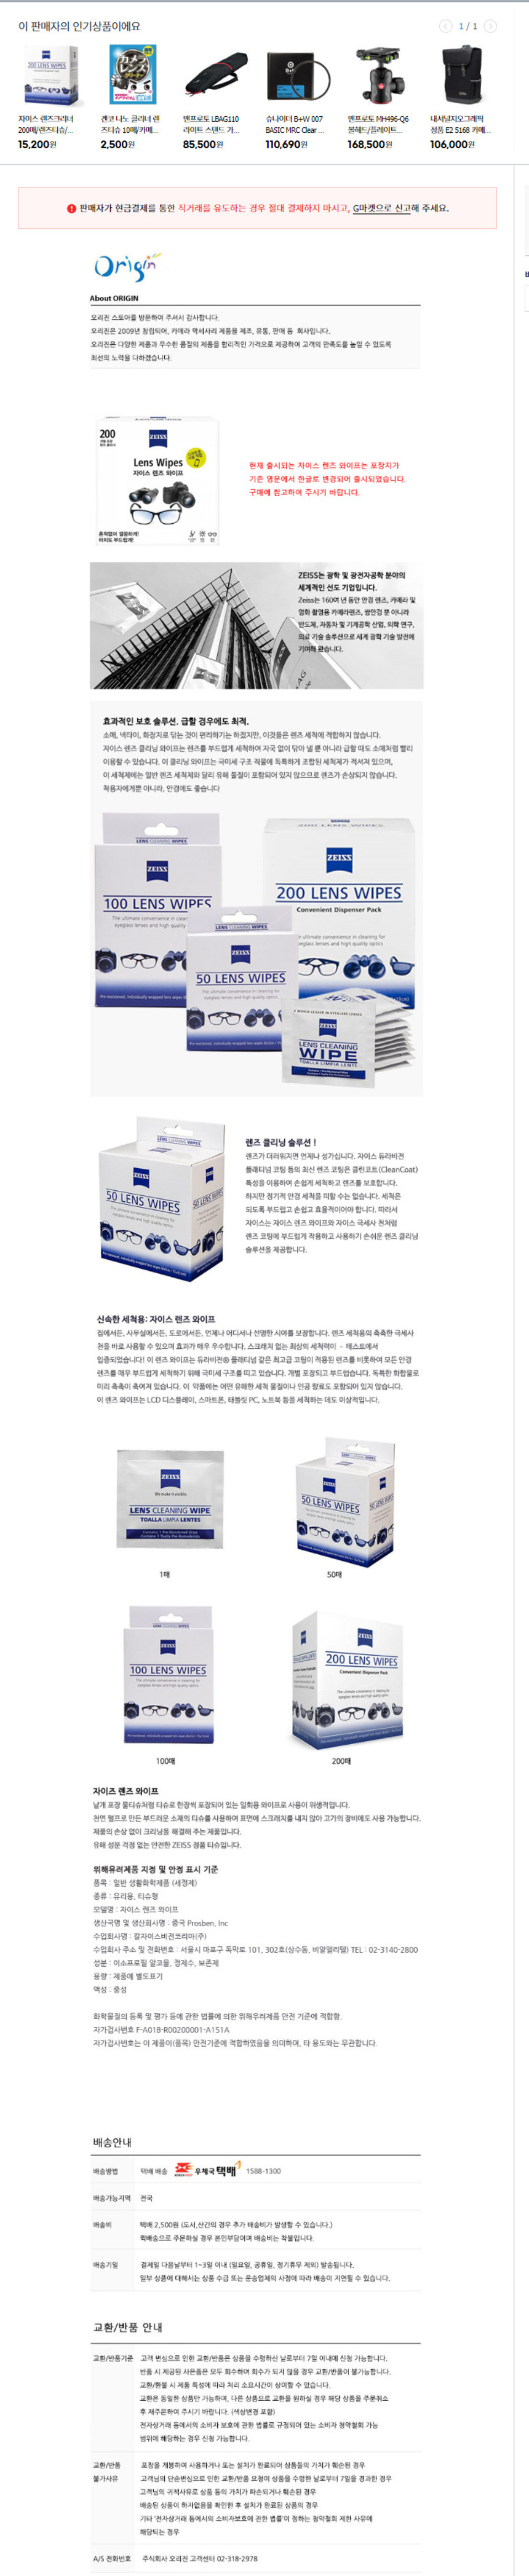 이 판매자의 인기상품이에요
1 / 1
자이스 렌즈크리너 200매/렌즈티슈/...
15,200원
겐코 나노 클리너 렌즈티슈 10매/카메...
2,500원
맨프로토 LBAG110 라이트 스탠드 가...
85,500원
슈나이더 B+W 007 BASIC MRC Clear ...
110,690원
맨프로토 MH496-Q6 볼헤드/플레이트...
168,500원
내셔널지오그래픽 정품 E2 5168 카메...
106,000원
판매자가 현금결제를 통한 직거래를 유도하는 경우 절대 결제하지 마시고, G마켓으로 신고해 주세요.
Origin
About ORIGIN
오리진 스토어를 방문하여 주셔서 감사합니다.
오리진은 2009년 창립되어, 카메라 악세사리 제품을 제조, 유통, 판매 등 회사입니다.
오리진은 다양한 제품과 우수한 품질의 제품을 합리적인 가격으로 제공하여 고객의 만족도를 높일 수 있도록
최선의 노력을 다하겠습니다.
200
ZEISS
Lens Wipes
자이스 렌즈 와이프
흔적없이 깔끔하게!
터치도 부드럽게!
현재 출시되는 자이스 렌즈 와이프는 포장지가
기존 영문에서 한글로 변경되어 출시되었습니다.
구매에 참고하여 주시기 바랍니다.
ZEISS는 광학 및 광전자공학 분야의
세계적인 선도 기업입니다.
Zeiss는 160여 년 동안 안경 렌즈, 카메라 및
영화 촬영용 카메라렌즈, 쌍안경 뿐 아니라
반도체, 자동차 및 기계공학 산업, 의학 연구,
의료 기술 솔루션으로 세계 광학 기술 발전에
기여해 왔습니다.
효과적인 보호 솔루션. 급할 경우에도 최적.
소매, 넥타이, 화장지로 닦는 것이 편리하기는 하겠지만, 이것들은 렌즈 세척에 적합하지 않습니다.
자이스 렌즈 클리닝 와이프는 렌즈를 부드럽게 세척하여 자국 없이 닦아 낼 뿐 아니라 급할 때도 소매처럼 빨리
이용할 수 있습니다. 이 클리닝 와이프는 극미세 구조 직물에 독특하게 조합된 세척제가 적셔져 있으며,
이 세척제에는 일반 렌즈 세척제와 달리 유해 물질이 포함되어 있지 않으므로 렌즈가 손상되지 않습니다.
착용자에게뿐 아니라, 안경에도 좋습니다
LENS CLEANING WIPES
ZEISS
100 LENS WIPES
The ultimate convenience in cleaning for
eyeglass lenses and high quality optics
ZEISS
200 LENS WIPES
Convenient Dispenser Pack
The ultimate convenience in cleaning for
eyeglass lenses and high quality optics
LENS CLEANING WIPES
ZEISS
50 LENS WIPES
The ultimate convenience in cleaning for
eyeglass lenses and high quality optics
ZEISS
LENS CLEANING
WIPE
TOALLA LIMPIA LENTES
렌즈 클리닝 솔루션 !
렌즈가 더러워지면 언제나 성가십니다. 자이스 듀라비전
플래티넘 코팅 등의 최신 렌즈 코팅은 클린코트(CleanCoat)
특성을 이용하여 손쉽게 세척하고 렌즈를 보호합니다.
하지만 정기적 안경 세척을 피할 수는 없습니다. 세척은
되도록 부드럽고 손쉽고 효율적이어야 합니다. 따라서
자이스는 자이스 렌즈 와이프와 자이스 극세사 천처럼
렌즈 코팅에 부드럽게 작용하고 사용하기 손쉬운 렌즈 클리닝
솔루션을 제공합니다.
ZEISS
50 LENS WIPES
신속한 세척용: 자이스 렌즈 와이프
집에서든, 사무실에서든, 도로에서든, 언제나 어디서나 선명한 시야를 보장합니다. 렌즈 세척용의 촉촉한 극세사
천을 바로 사용할 수 있으며 효과가 매우 우수합니다. 스크래치 없는 최상의 세척력이 – 테스트에서
입증되었습니다! 이 렌즈 와이프는 듀라비전® 플래티넘 같은 최고급 코팅이 적용된 렌즈를 비롯하여 모든 안경
렌즈를 매우 부드럽게 세척하기 위해 극미세 구조를 띠고 있습니다. 개별 포장되고 부드럽습니다. 독특한 화합물로
미리 촉촉이 축여져 있습니다. 이 약품에는 어떤 유해한 세척 물질이나 인공 향료도 포함되어 있지 않습니다.
이 렌즈 와이프는 LCD 디스플레이, 스마트폰, 태블릿 PC, 노트북 등을 세척하는 데도 이상적입니다.
ZEISS
We make it visible.
LENS CLEANING WIPE
TOALLA LIMPIA LENTES
1매
ZEISS
50 LENS WIPES
50매
ZEISS
100 LENS WIPES
100매
ZEISS
200 LENS WIPES
Convenient Dispenser Pack
200매
자이즈 렌즈 와이프
낱개 포장 물티슈처럼 티슈로 한장씩 포장되어 있는 일회용 와이프로 사용이 위생적입니다.
천연 펄프로 만든 부드러운 소재의 티슈를 사용하여 표면에 스크래치를 내지 않아 고가의 장비에도 사용 가능합니다.
제품의 손상 없이 크리닝을 해결해 주는 제품입니다.
유해 성분 걱정 없는 안전한 ZEISS 정품 티슈입니다.
위해유려제품 지정 및 안정 표시 기준
품목 : 일반 생활화학제품 (세정제)
종류 : 유리용, 티슈형
모델명 : 자이스 렌즈 와이프
생산국명 및 생산회사명 : 중국 Prosben, Inc
수입회사명 : 칼자이스비전코리아(주)
수입회사 주소 및 전화번호 : 서울시 마포구 독막로 101, 302호(상수동, 비알엘리텔) TEL : 02-3140-2800
성분 : 이소프로필 알코올, 정제수, 보존제
용량 : 제품에 별도표기
액성 : 중성
화학물질의 등록 및 평가 등에 관한 법률에 의한 위해우려제품 안전 기준에 적합함.
자가검사번호 F-A01B-R00200001-A151A
자가검사번호는 이 제품이(품목) 안전기준에 적합하였음을 의미하며, 타 용도와는 무관합니다.
배송안내
배송방법 택배 배송 우체국 택배 1588-1300
배송가능지역 전국
배송비 택배 2,500원 (도서,산간의 경우 추가 배송비가 발생할 수 있습니다.)
퀵배송으로 주문하실 경우 본인부담이며 배송비는 착불입니다.
배송기일 결제일 다음날부터 1~3일 이내 (일요일, 공휴일, 정기휴무 제외) 발송됩니다.
일부 상품에 대해서는 상품 수급 또는 운송업체의 사정에 따라 배송이 지연될 수 있습니다.
교환/반품 안내
교환/반품기준 고객 변심으로 인한 교환/반품은 상품을 수령하신 날로부터 7일 이내에 신청 가능합니다.
반품 시 제공된 사은품은 모두 회수하며 회수가 되지 않을 경우 교환/반품이 불가능합니다.
교환/환불 시 제품 특성에 따라 처리 소요시간이 상이할 수 있습니다.
교환은 동일한 상품만 가능하며, 다른 상품으로 교환을 원하실 경우 해당 상품을 주문취소
후 재주문하여 주시기 바랍니다. (색상변경 포함)
전자상거래 등에서의 소비자 보호에 관한 법률로 규정되어 있는 소비자 청약철회 가능
범위에 해당하는 경우 신청 가능합니다.
교환/반품 불가사유 포장을 개봉하여 사용하거나 또는 설치가 완료되어 상품들의 가치가 훼손된 경우
고객님의 단순변심으로 인한 교환/반품 요청이 상품을 수령한 날로부터 7일을 경과한 경우
고객님의 귀책사유로 상품 등의 가치가 파손되거나 훼손된 경우
배송된 상품이 하자없음을 확인한 후 설치가 완료된 상품의 경우
기타 '전자상거래 등에서의 소비자보호에 관한 법률'이 정하는 청약철회 제한 사유에
해당되는 경우
A/S 전화번호 주식회사 오리진 고객센터 02-318-2978